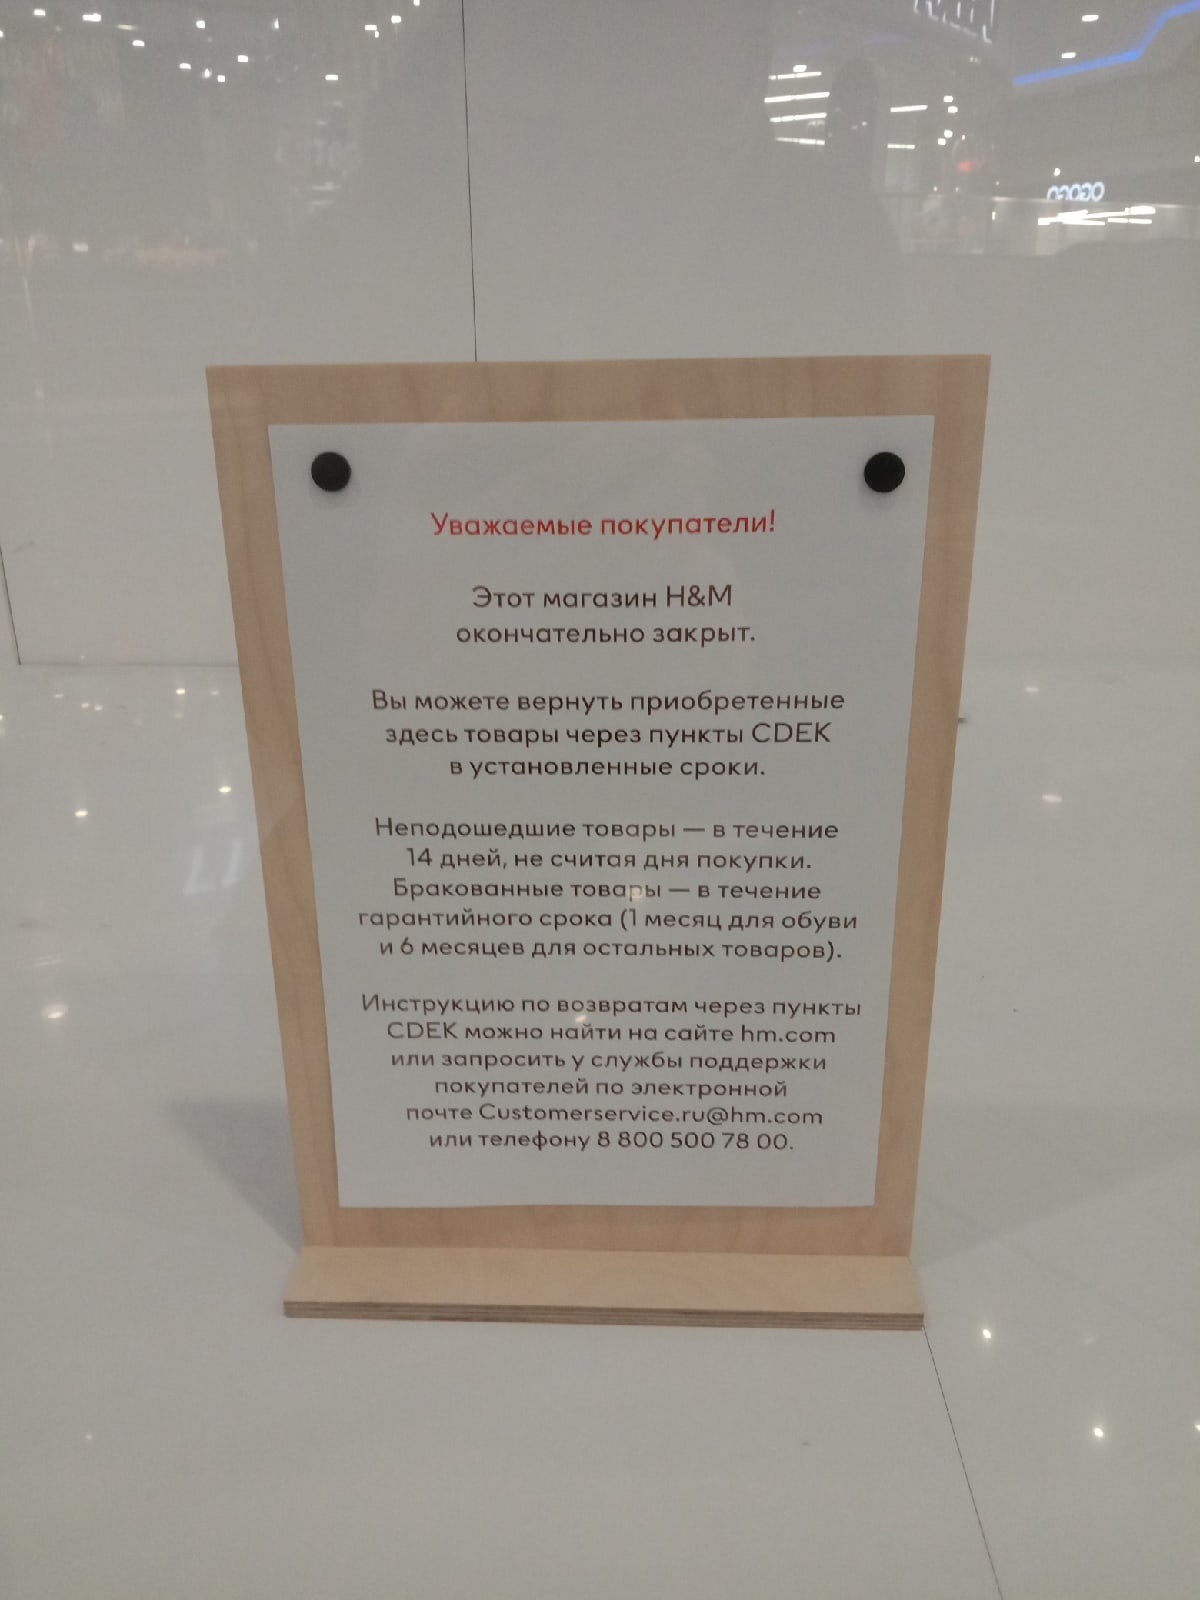 Уважаемые покупатели!
Этот магазин H&M
окончательно закрыт.
Вы можете вернуть приобретенные
здесь товары через пункты CDEK
в установленные сроки.
Неподошедшие товары — в течение
14 дней, не считая дня покупки.
Бракованные товары — в течение
гарантийного срока (1 месяц для обуви
и 6 месяцев для остальных товаров).
Инструкцию по возвратам через пункты
CDEK можно найти на сайте hm.com
или запросить у службы поддержки
покупателей по электронной
почте Customerservice.ru@hm.com
или телефону 8 800 500 78 00.